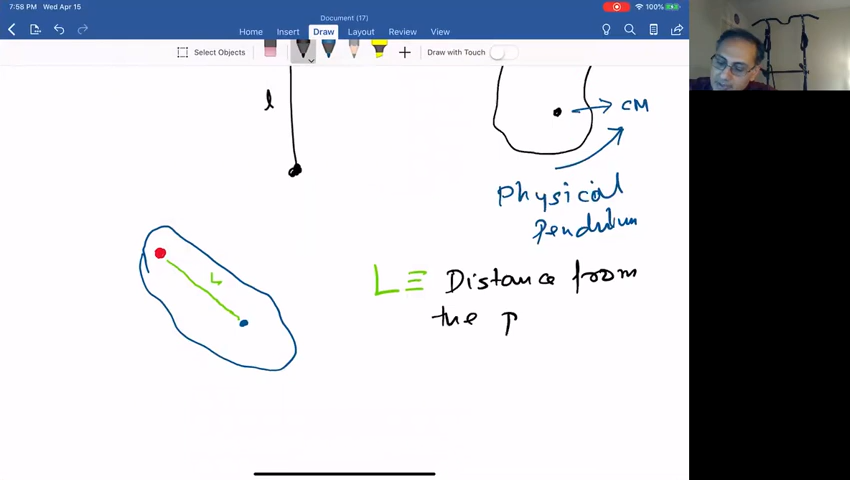 7:58 PM Wed Apr 15
100%
Document (17)
Home Insert Draw Layout Review View
Select Objects
Draw with Touch
l
CM
Physical
Pendulum
L
L ≡ Distance from
the P